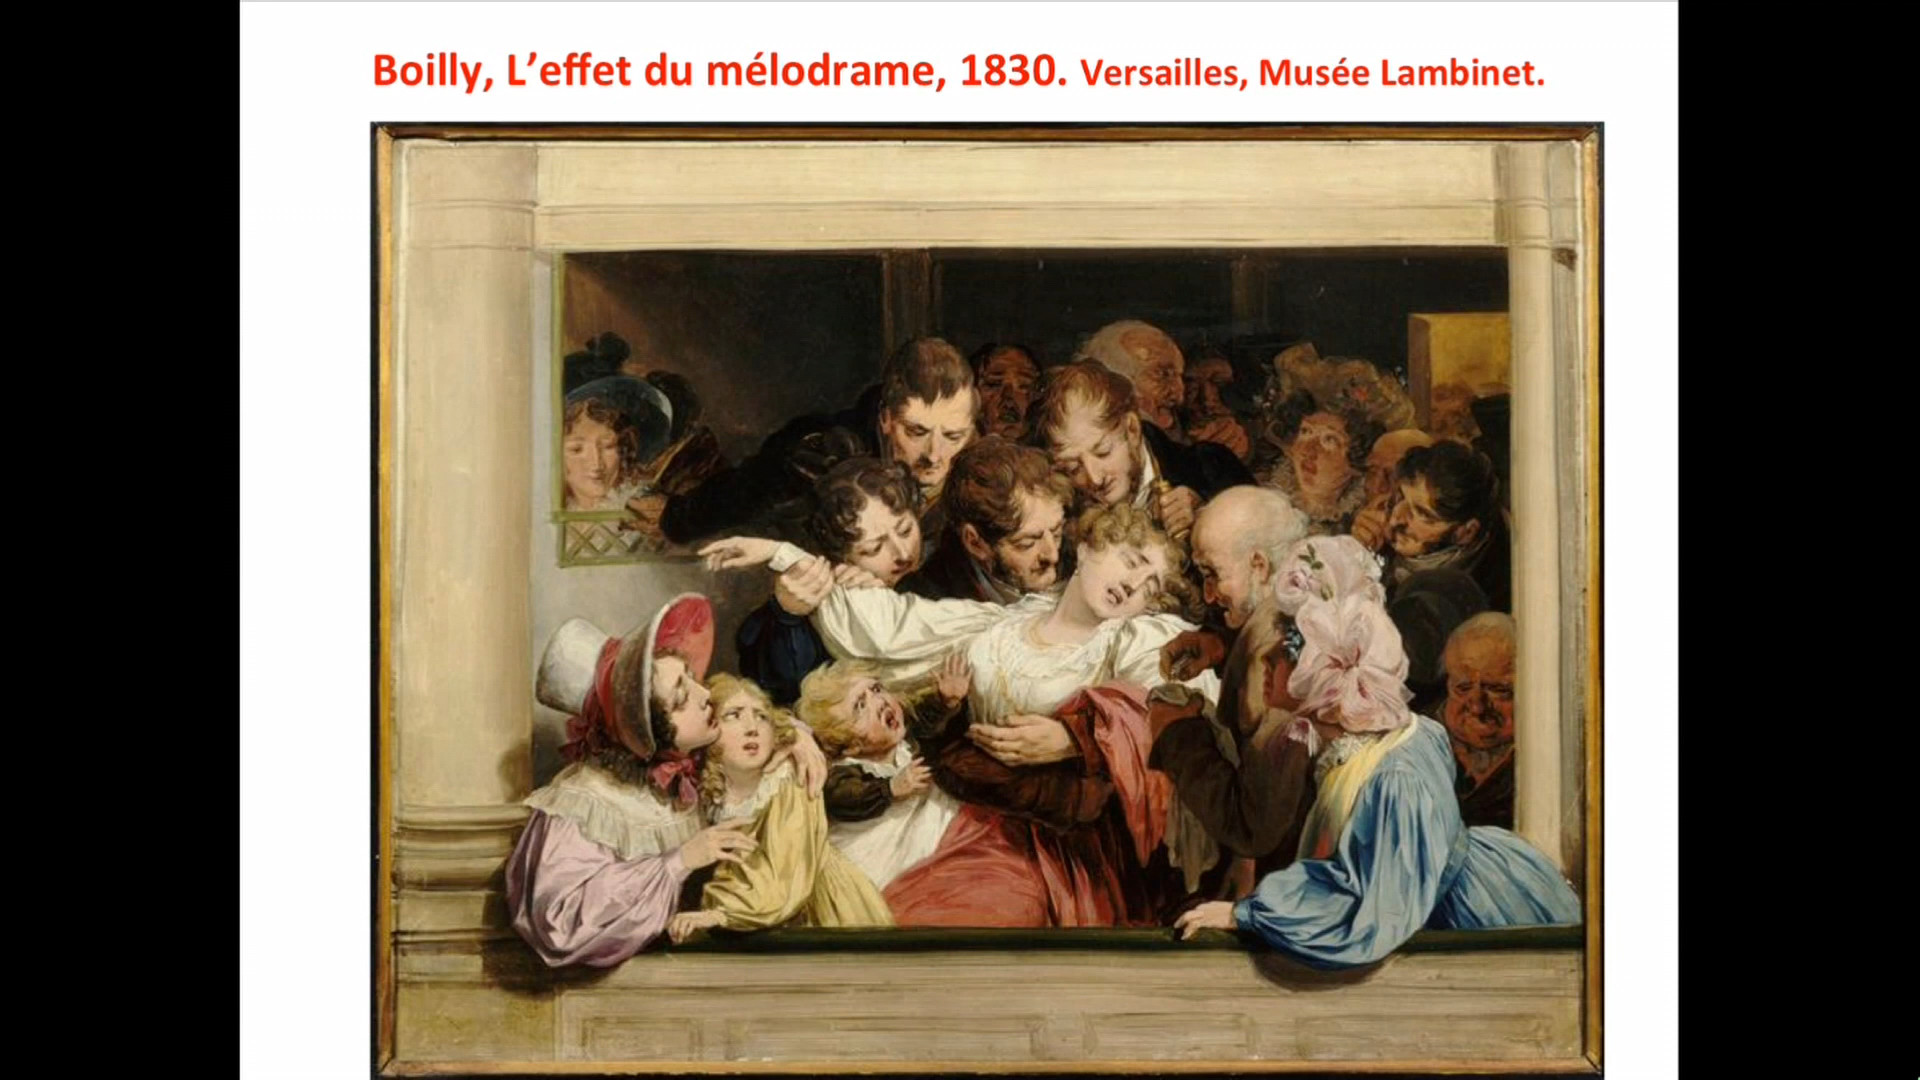 Boilly, L’effet du mélodrame, 1830. Versailles, Musée Lambinet.